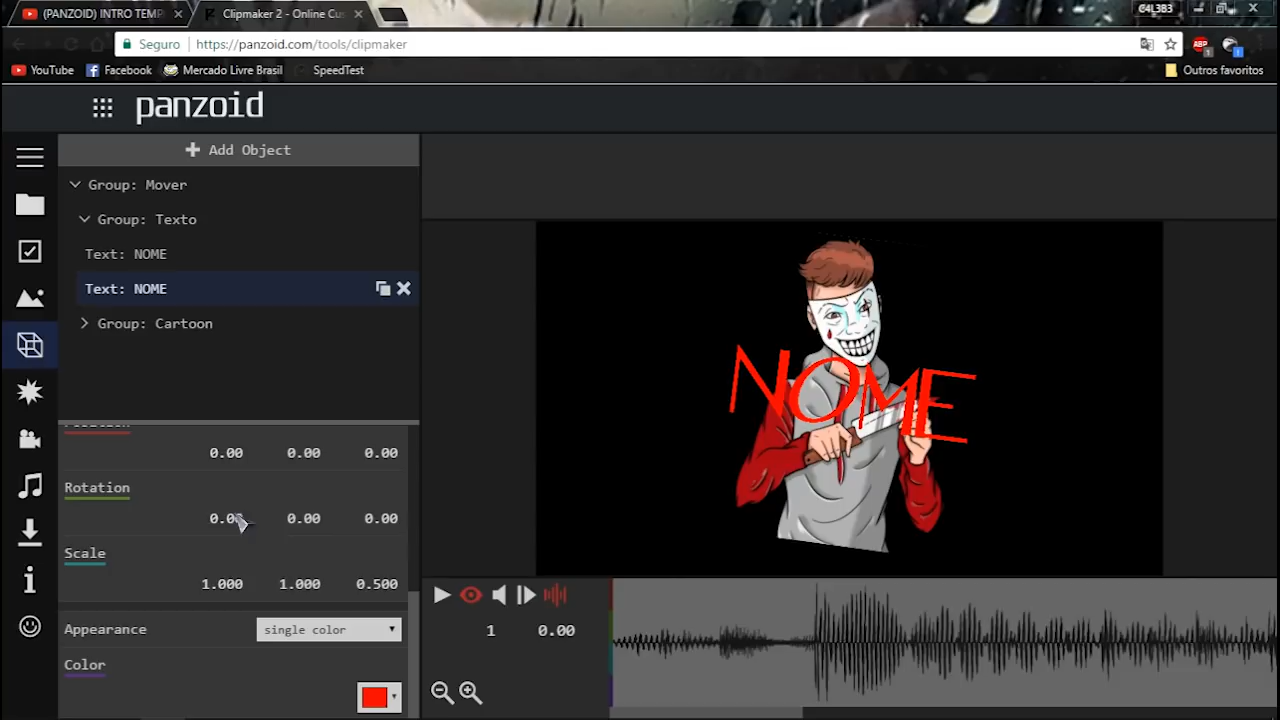 (PANZOID) INTRO TEMP
Clipmaker 2 - Online Cus
C4L3B3
Seguro
https://panzoid.com/tools/clipmaker
ABP
1
1
YouTube
Facebook
Mercado Livre Brasil
SpeedTest
Outros favoritos
panzoid
Add Object
Group: Mover
Group: Texto
Text: NOME
Text: NOME
Group: Cartoon
NOME
0.00 0.00 0.00
Rotation
0.00 0.00 0.00
Scale
1.000 1.000 0.500
Appearance
single color
Color
1 0.00